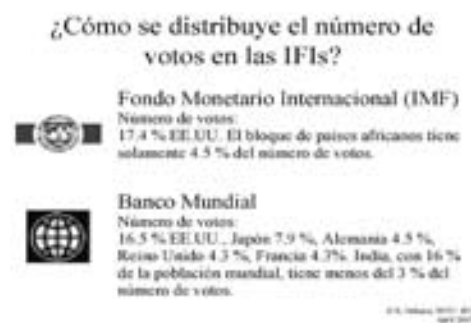 ¿Cómo se distribuye el número de
votos en las IFIs?
Fondo Monetario Internacional (IMF)
Número de votos:
17.4 % EE.UU. El bloque de países africanos tiene
solamente 4.5 % del número de votos.
Banco Mundial
Número de votos:
16.5 % EE.UU., Japón 7.9 %, Alemania 4.5 %,
Reino Unido 4.3 %, Francia 4.3%. India, con 16 %
de la población mundial, tiene menos del 3 % del
número de votos.